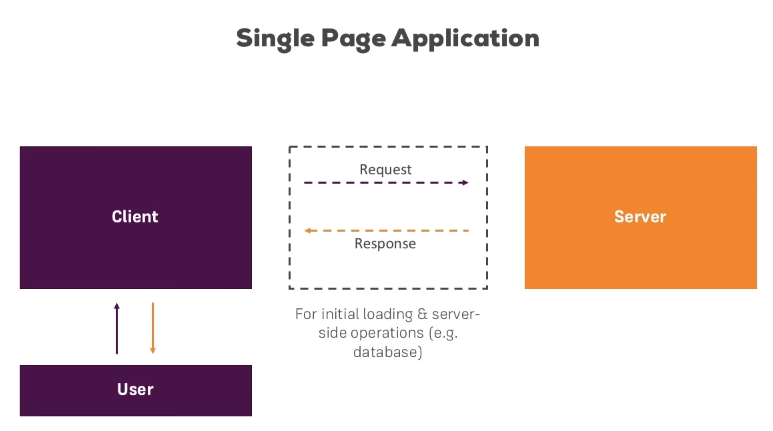 Single Page Application
Request
Client
Server
Response
For initial loading & server-
side operations (e.g.
database)
User